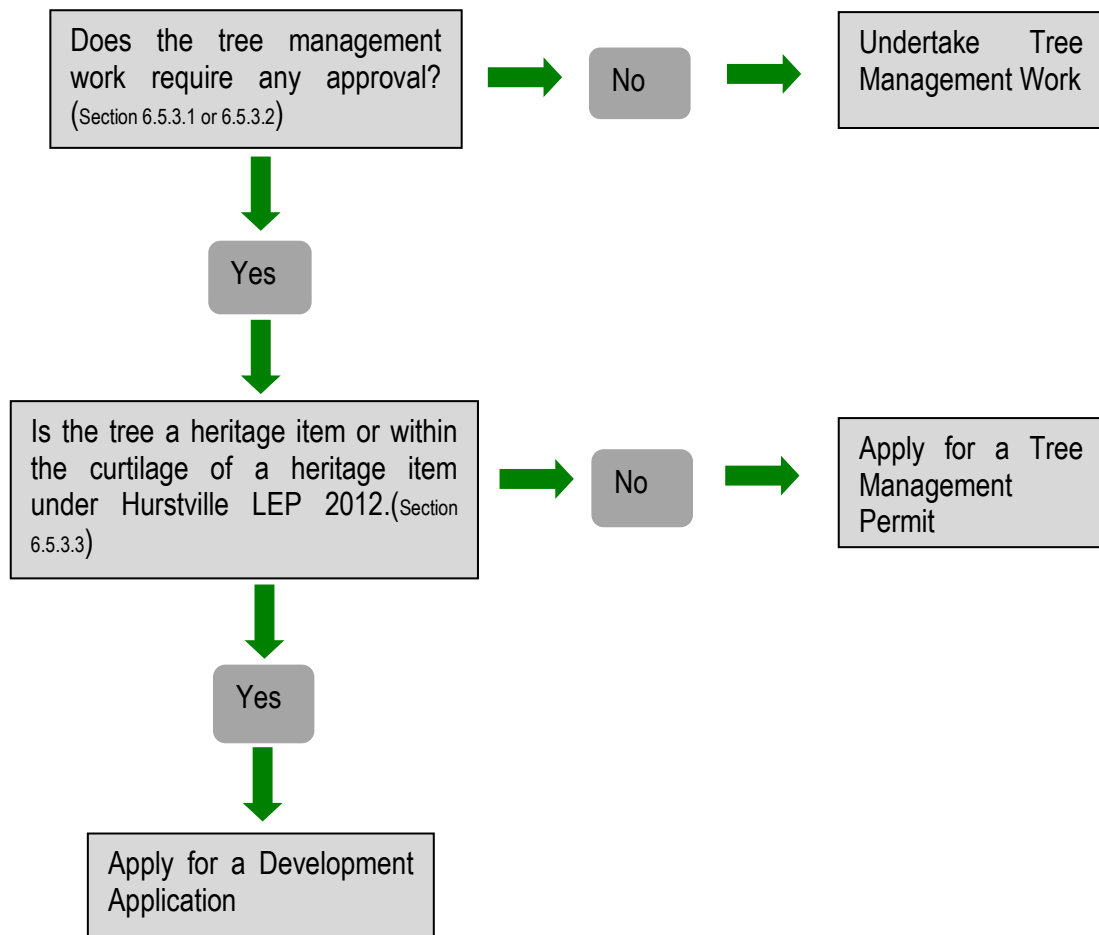 Does the tree management
work require any approval?
(Section 6.5.3.1 or 6.5.3.2)
No
Undertake Tree
Management Work
Yes
Is the tree a heritage item or within
the curtilage of a heritage item
under Hurstville LEP 2012.(Section
6.5.3.3)
No
Apply for a Tree
Management
Permit
Yes
Apply for a Development
Application